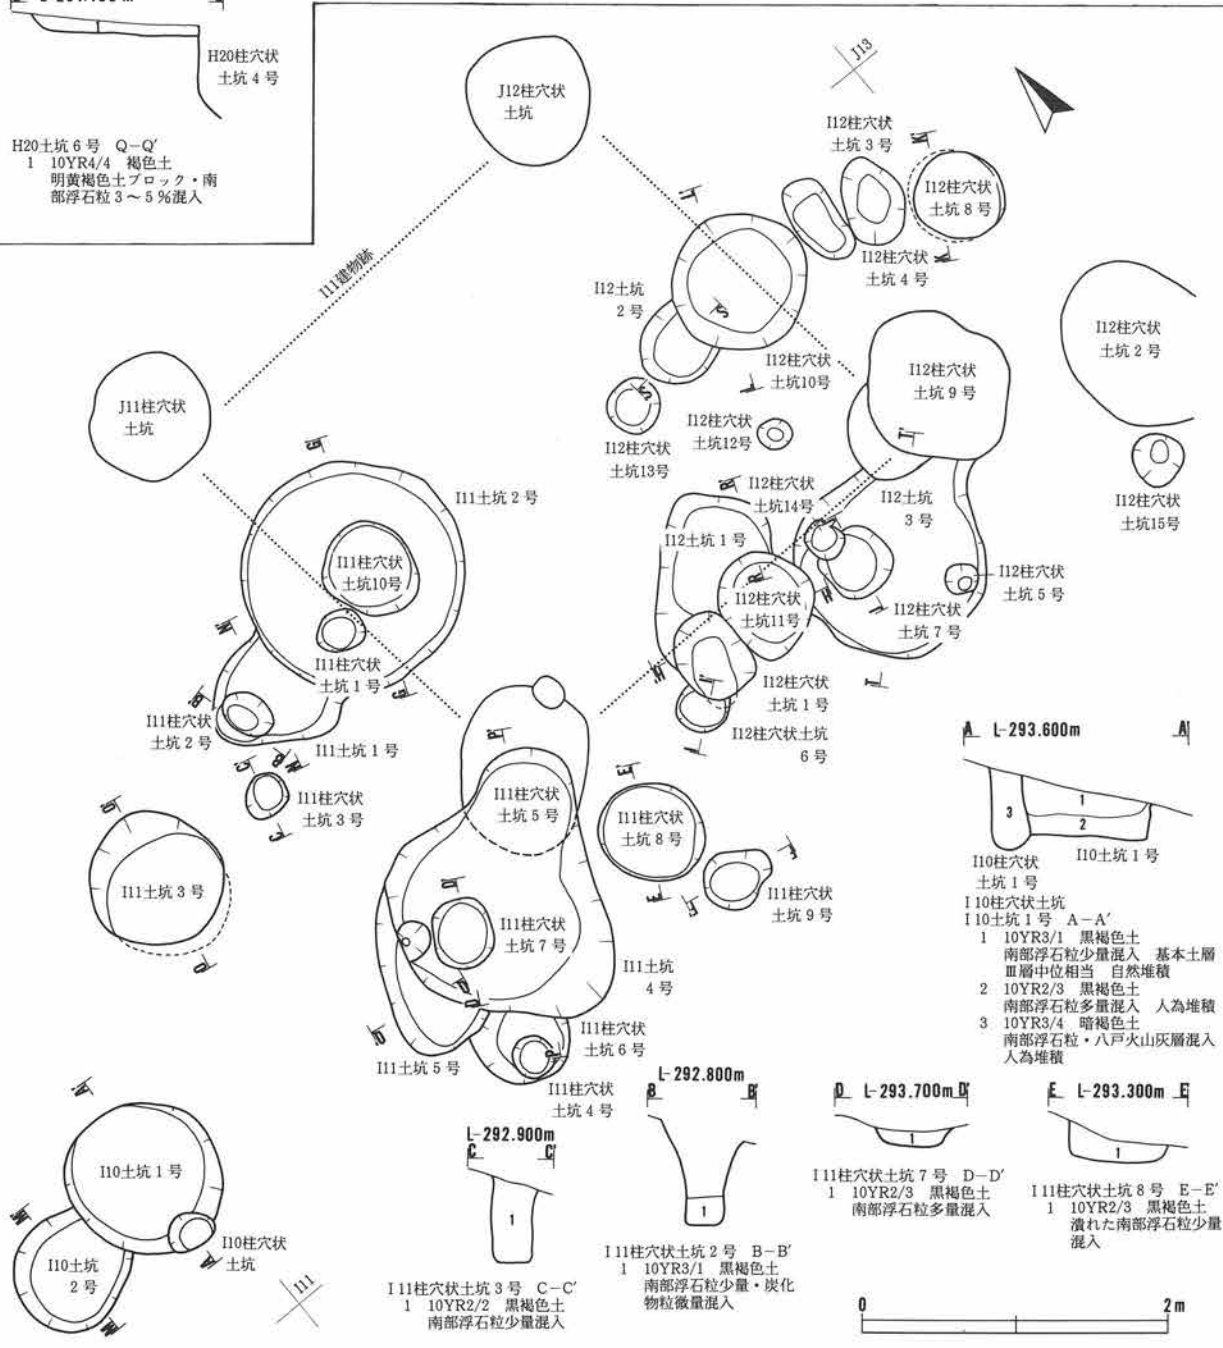 H20柱穴状
土坑 4 号
H20土坑 6 号 Q－Q′
1 10YR4/4 褐色土
明黄褐色土ブロック・南
部浮石粒 3 ～ 5 %混入
J12柱穴状
土坑
J13
I12柱穴状
土坑 3 号
I12柱穴状
土坑 8 号
I12柱穴状
土坑 4 号
I11建物跡
I12土坑
2 号
I12柱穴状
土坑10号
I12柱穴状
土坑 9 号
I12柱穴状
土坑 2 号
J11柱穴状
土坑
I12柱穴状
土坑13号
I12柱穴状
土坑12号
I12柱穴状
土坑14号
I12土坑
3 号
I12柱穴状
土坑15号
I11土坑 2 号
I12土坑 1 号
I11柱穴状
土坑10号
I12柱穴状
土坑11号
I12柱穴状
土坑 5 号
I12柱穴状
土坑 7 号
I11柱穴状
土坑 1 号
I12柱穴状
土坑 1 号
I11柱穴状
土坑 2 号
I11土坑 1 号
I12柱穴状土坑
6 号
I11柱穴状
土坑 3 号
I11柱穴状
土坑 5 号
I11柱穴状
土坑 8 号
I11土坑 3 号
I11柱穴状
土坑 9 号
I11柱穴状
土坑 7 号
I11土坑
4 号
I11柱穴状
土坑 6 号
I11土坑 5 号
I11柱穴状
土坑 4 号
A L-293.600m A′
3
1
2
I10柱穴状
土坑 1 号
I10土坑 1 号
I 10柱穴状土坑
I 10土坑 1 号 A－A′
1 10YR3/1 黒褐色土
南部浮石粒少量混入 基本土層
Ⅲ層中位相当 自然堆積
2 10YR2/3 黒褐色土
南部浮石粒多量混入 人為堆積
3 10YR3/4 暗褐色土
南部浮石粒・八戸火山灰層混入
人為堆積
I10土坑 1 号
I10柱穴状
土坑
I10土坑
2 号
I11
L-292.900m
C C′
1
I 11柱穴状土坑 3 号 C－C′
1 10YR2/2 黒褐色土
南部浮石粒少量混入
L-292.800m
B B′
1
I 11柱穴状土坑 2 号 B－B′
1 10YR3/1 黒褐色土
南部浮石粒少量・炭化
物粒微量混入
D L-293.700m D′
1
I 11柱穴状土坑 7 号 D－D′
1 10YR2/3 黒褐色土
南部浮石粒多量混入
E L-293.300m E′
1
I 11柱穴状土坑 8 号 E－E′
1 10YR2/3 黒褐色土
潰れた南部浮石粒少量
混入
0 2 m